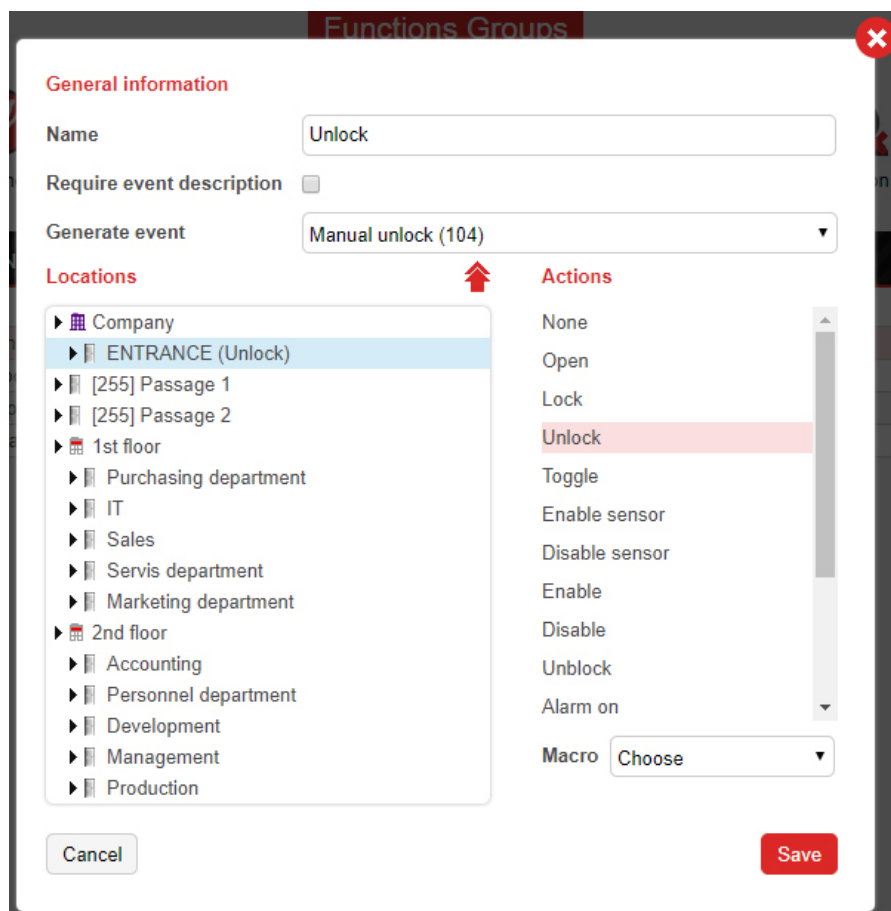 Functions Groups
General information
Name
Unlock
Require event description
Generate event
Manual unlock (104)
Locations
Company
ENTRANCE (Unlock)
[255] Passage 1
[255] Passage 2
1st floor
Purchasing department
IT
Sales
Servis department
Marketing department
2nd floor
Accounting
Personnel department
Development
Management
Production
Actions
None
Open
Lock
Unlock
Toggle
Enable sensor
Disable sensor
Enable
Disable
Unblock
Alarm on
Macro
Choose
Cancel
Save